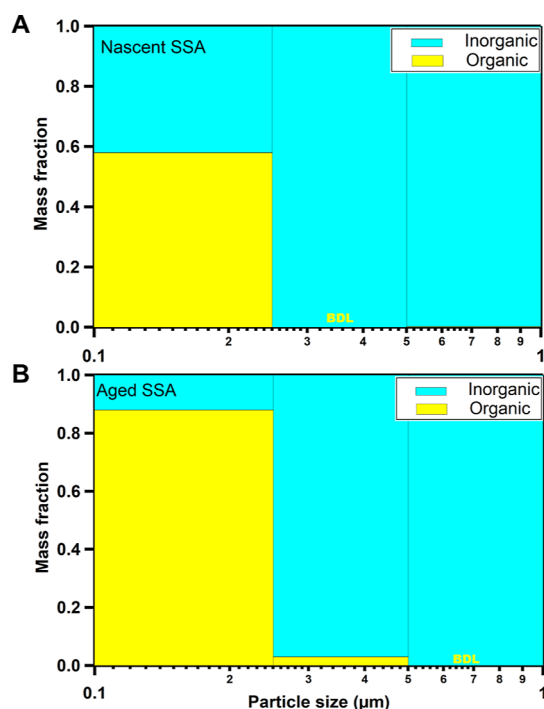 A
Nascent SSA
Inorganic
Organic
Mass fraction
1.0
0.8
0.6
0.4
0.2
0.0
BDL
0.1
2
3
4
5
6
7
8
9
1
B
Aged SSA
Inorganic
Organic
Mass fraction
1.0
0.8
0.6
0.4
0.2
0.0
BDL
0.1
2
3
4
5
6
7
8
9
1
Particle size (µm)